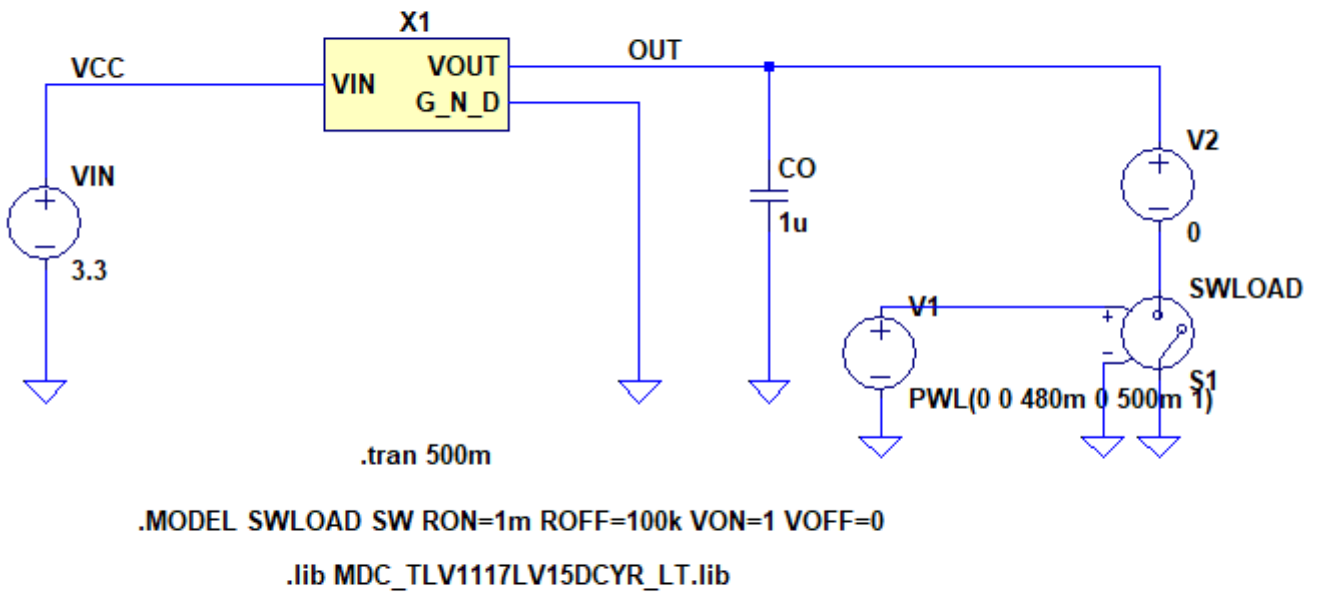 X1
VCC
VIN
VOUT
G_N_D
OUT
VIN
3.3
CO
1u
V2
0
SWLOAD
V1
S1
PWL(0 0 480m 0 500m 1)
.tran 500m
.MODEL SWLOAD SW RON=1m ROFF=100k VON=1 VOFF=0
.lib MDC_TLV1117LV15DCYR_LT.lib